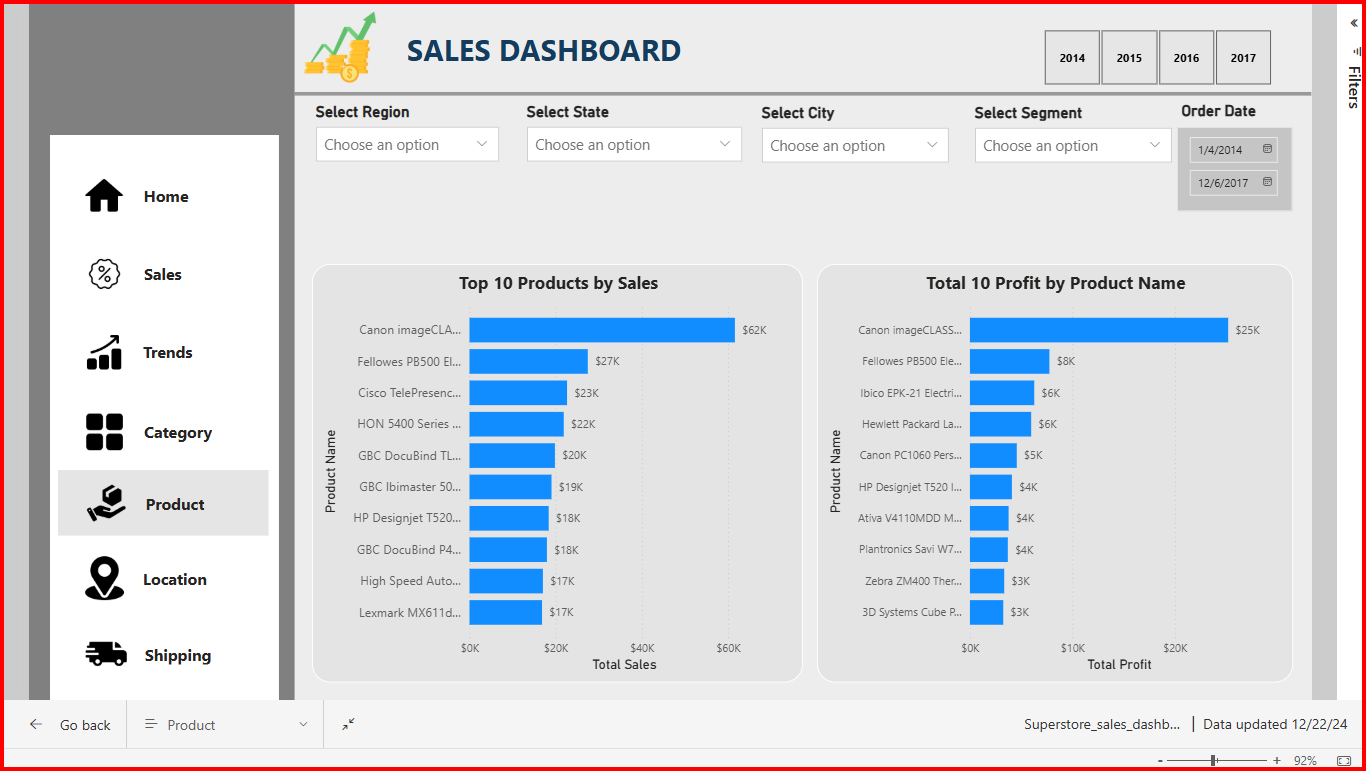 SALES DASHBOARD
2014 2015 2016 2017
Filters
Select Region
Choose an option
Select State
Choose an option
Select City
Choose an option
Select Segment
Choose an option
Order Date
1/4/2014
12/6/2017
Home
Sales
Trends
Category
Product
Location
Shipping
Top 10 Products by Sales
Product Name
Canon imageCLA... $62K
Fellowes PB500 El... $27K
Cisco TelePresenc... $23K
HON 5400 Series ... $22K
GBC DocuBind TL... $20K
GBC Ibimaster 50... $19K
HP Designjet T520... $18K
GBC DocuBind P4... $18K
High Speed Auto... $17K
Lexmark MX611d... $17K
$0K $20K $40K $60K
Total Sales
Total 10 Profit by Product Name
Product Name
Canon imageCLASS... $25K
Fellowes PB500 Ele... $8K
Ibico EPK-21 Electri... $6K
Hewlett Packard La... $6K
Canon PC1060 Pers... $5K
HP Designjet T520 I... $4K
Ativa V4110MDD M... $4K
Plantronics Savi W7... $4K
Zebra ZM400 Ther... $3K
3D Systems Cube P... $3K
$0K $10K $20K
Total Profit
Go back
Product
Superstore_sales_dashb... | Data updated 12/22/24
- + 92%